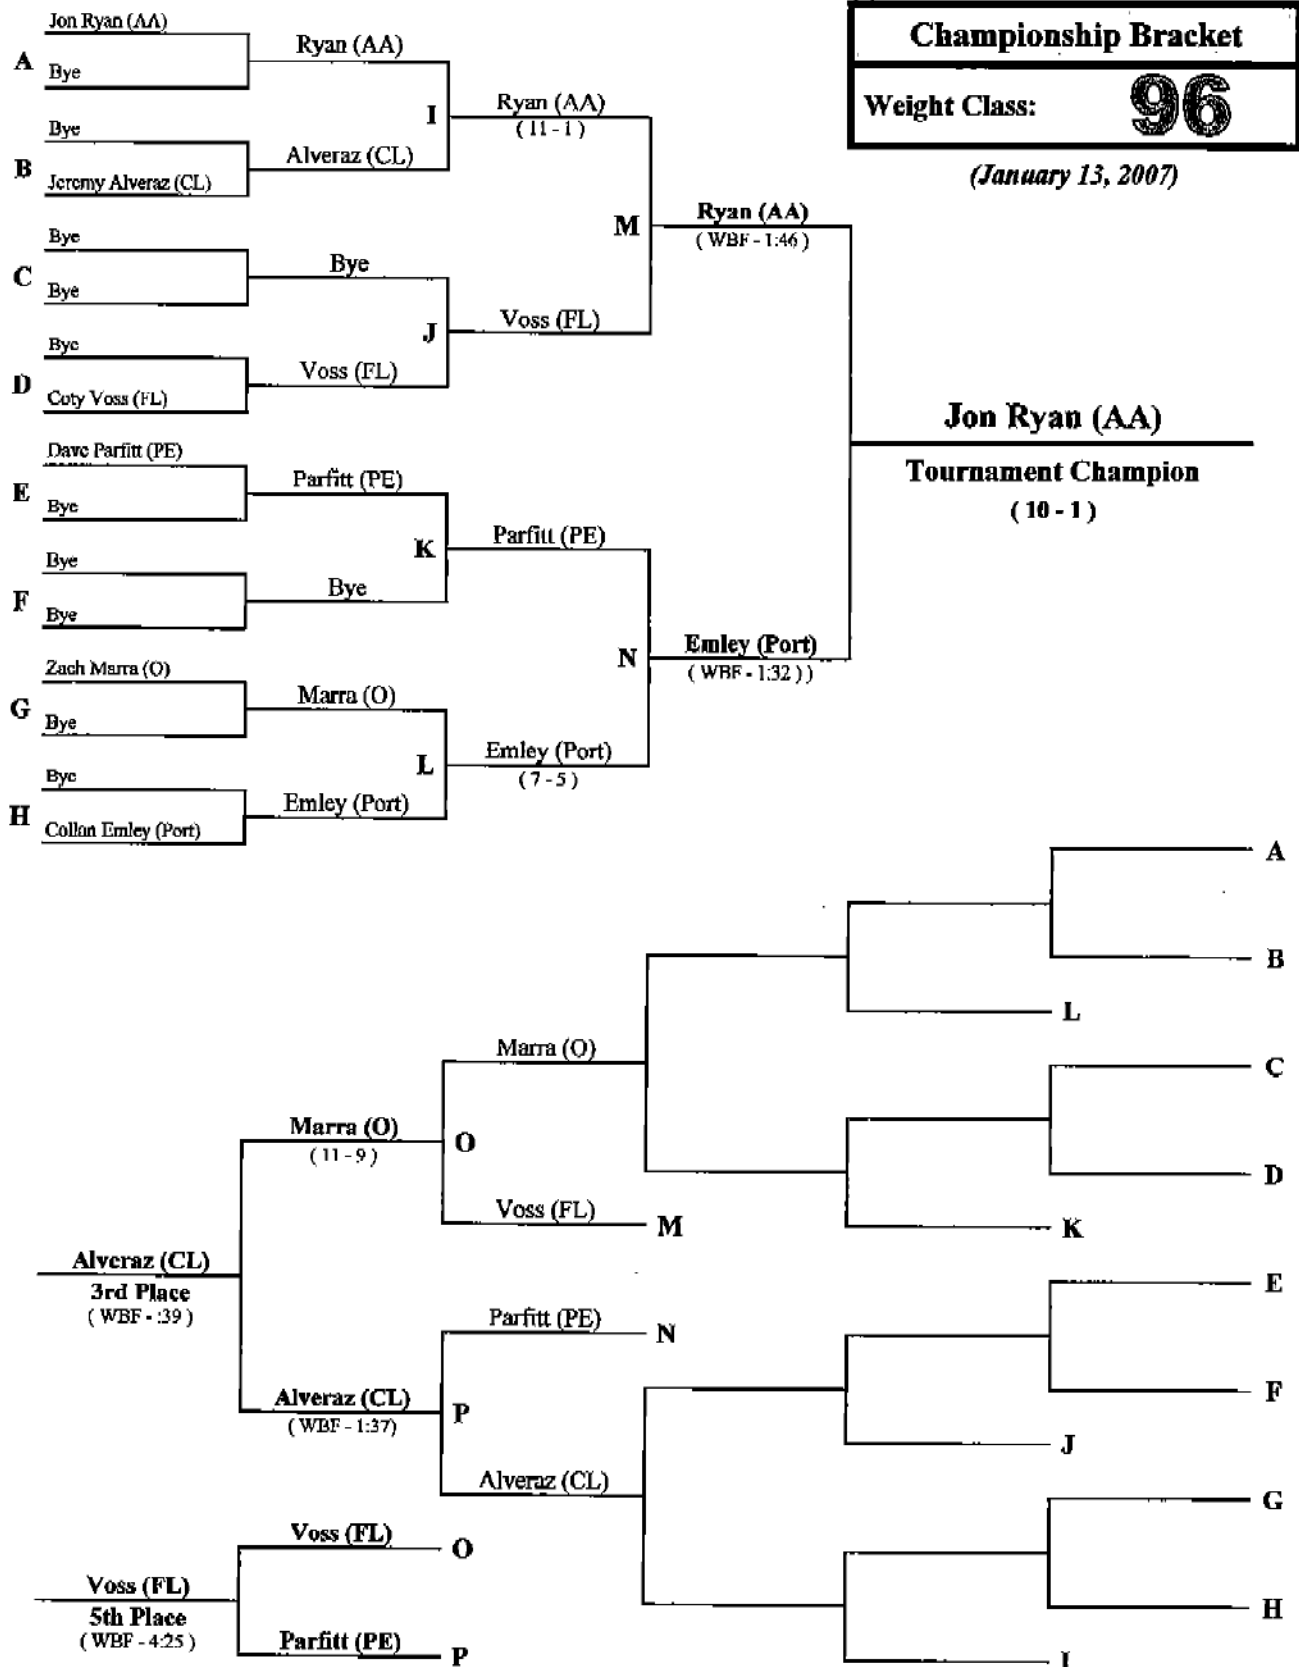 Championship Bracket
Weight Class: 96
(January 13, 2007)
Jon Ryan (AA)
A
Bye
Ryan (AA)
Bye
B
Jeremy Alveraz (CL)
Alveraz (CL)
I
Ryan (AA)
( 11 - 1 )
Bye
C
Bye
Bye
Bye
D
Coty Voss (FL)
Voss (FL)
J
Voss (FL)
M
Ryan (AA)
( WBF - 1:46 )
Dave Parfitt (PE)
E
Bye
Parfitt (PE)
Bye
F
Bye
Bye
K
Parfitt (PE)
Zach Marra (O)
G
Bye
Marra (O)
Bye
H
Collan Emley (Port)
Emley (Port)
L
Emley (Port)
( 7 - 5 )
N
Emley (Port)
( WBF - 1:32 ) )
Jon Ryan (AA)
Tournament Champion
( 10 - 1 )
A
B
L
Marra (O)
C
D
K
Marra (O)
( 11 - 9 )
O
Voss (FL)
M
Alveraz (CL)
3rd Place
( WBF - :39 )
Parfitt (PE)
N
E
F
J
Alveraz (CL)
( WBF - 1:37)
P
Alveraz (CL)
G
H
I
Voss (FL)
O
Voss (FL)
5th Place
( WBF - 4:25 )
Parfitt (PE)
P